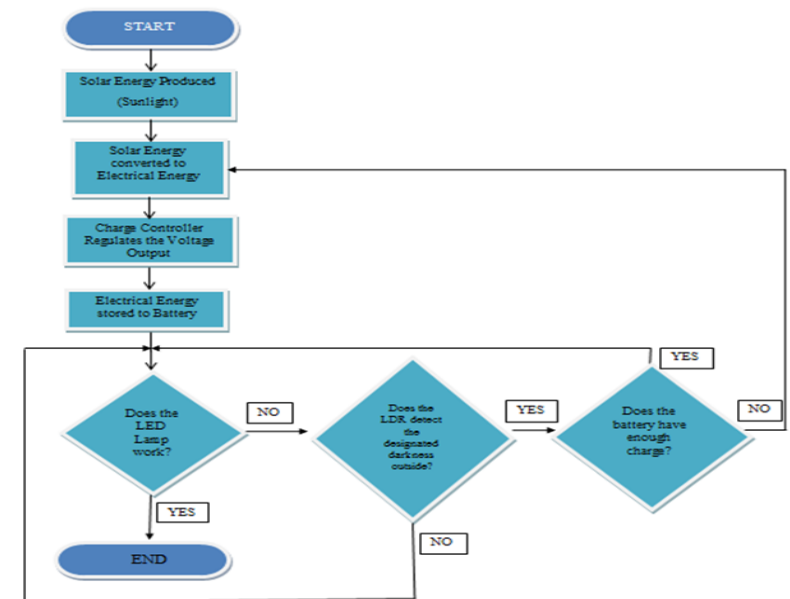 START
Solar Energy Produced
(Sunlight)
Solar Energy
converted to
Electrical Energy
Charge Controller
Regulates the Voltage
Output
Electrical Energy
stored to Battery
Does the
LED
Lamp
work?
NO
Does the
LDR detect
the
designated
darkness
outside?
YES
Does the
battery have
enough
charge?
YES
NO
YES
NO
END